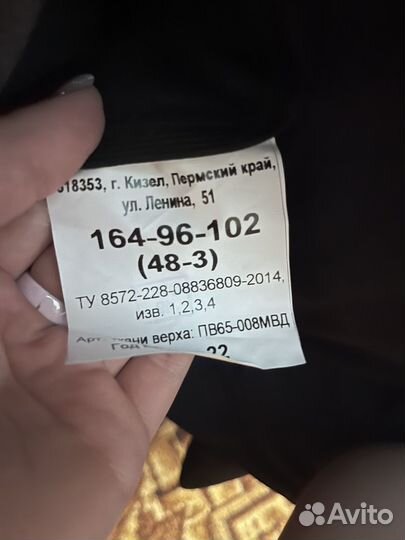 618353, г. Кизел, Пермский край,
ул. Ленина, 51
164-96-102
(48-3)
ТУ 8572-228-08836809-2014,
изв. 1,2,3,4
верха: ПВ65-008МВД
Год
22
Avito